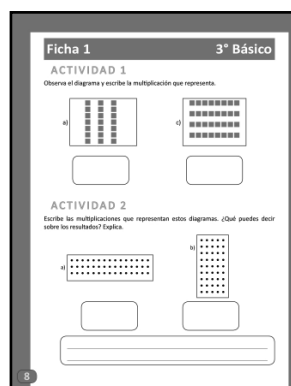 Ficha 1 3° Básico
ACTIVIDAD 1
Observa el diagrama y escribe la multiplicación que representa.
a) c)
ACTIVIDAD 2
Escribe las multiplicaciones que representan estos diagramas. ¿Qué puedes decir
sobre los resultados? Explica.
b)
a)
8